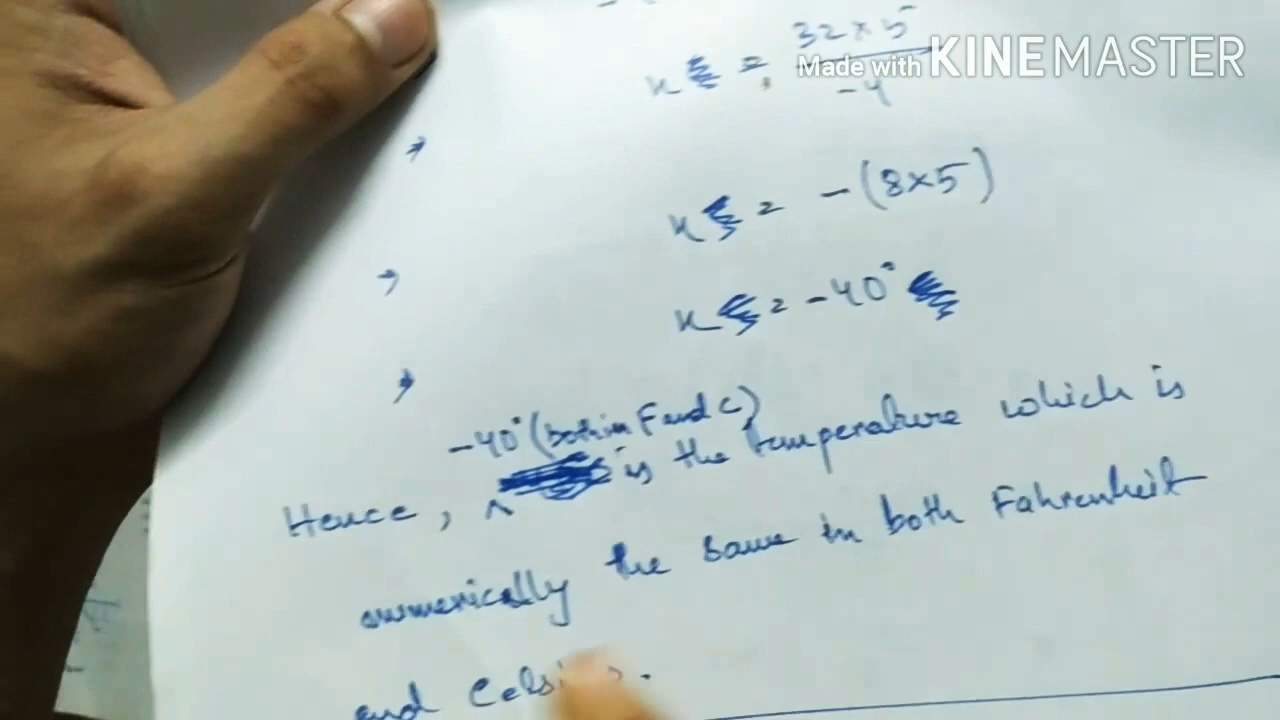 x = 32 × 5
Made with KINEMASTER
-4
→
x = -(8×5)
→
x = -40°
→
-40° (both in F and C)
Hence, ^ is the temperature which is
numerically the same in both Fahrenheit
and Celsius.